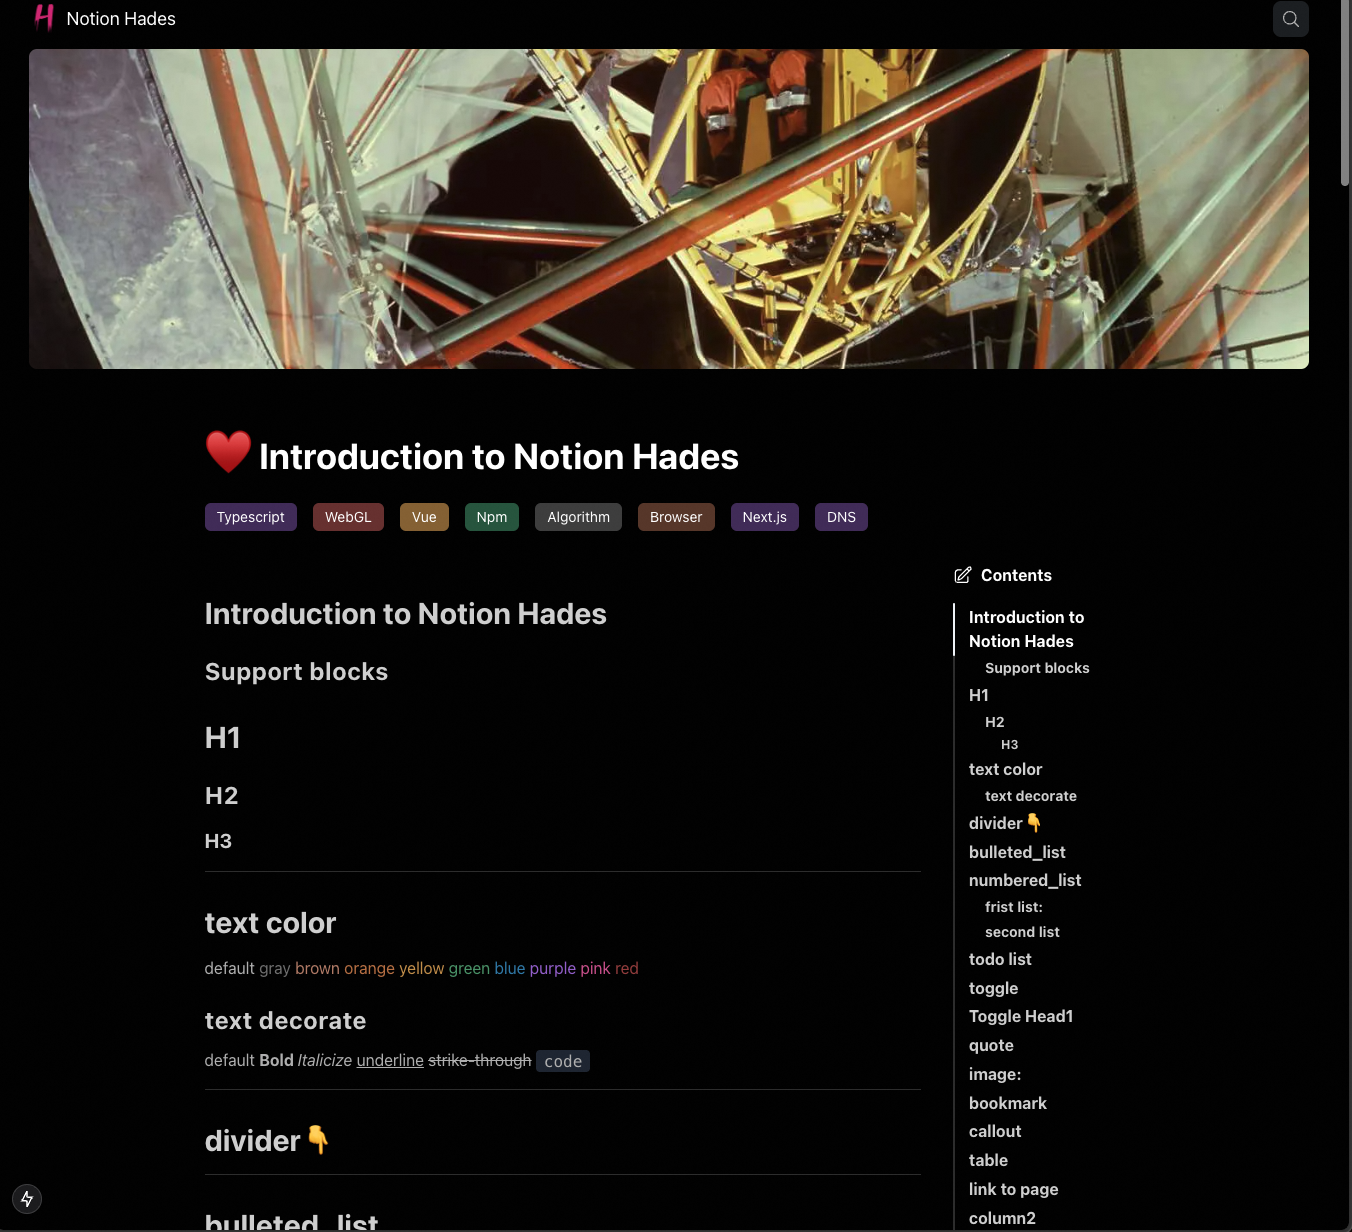 Notion Hades
Introduction to Notion Hades
Typescript WebGL Vue Npm Algorithm Browser Next.js DNS
Introduction to Notion Hades
Support blocks
H1
H2
H3
text color
default gray brown orange yellow green blue purple pink red
text decorate
default Bold Italicize underline strike-through code
divider👇
bulleted_list
Contents
Introduction to
Notion Hades
Support blocks
H1
H2
H3
text color
text decorate
divider👇
bulleted_list
numbered_list
frist list:
second list
todo list
toggle
Toggle Head1
quote
image:
bookmark
callout
table
link to page
column2